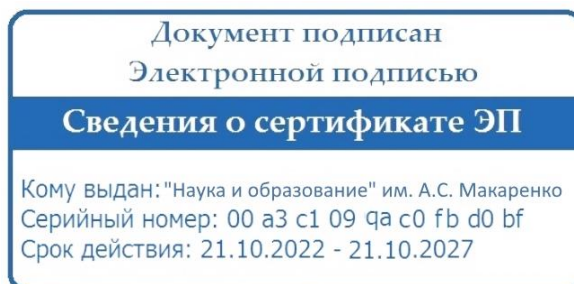 Документ подписан
Электронной подписью
Сведения о сертификате ЭП
Кому выдан: "Наука и образование" им. А.С. Макаренко
Серийный номер: 00 a3 c1 09 qa c0 fb d0 bf
Срок действия: 21.10.2022 - 21.10.2027